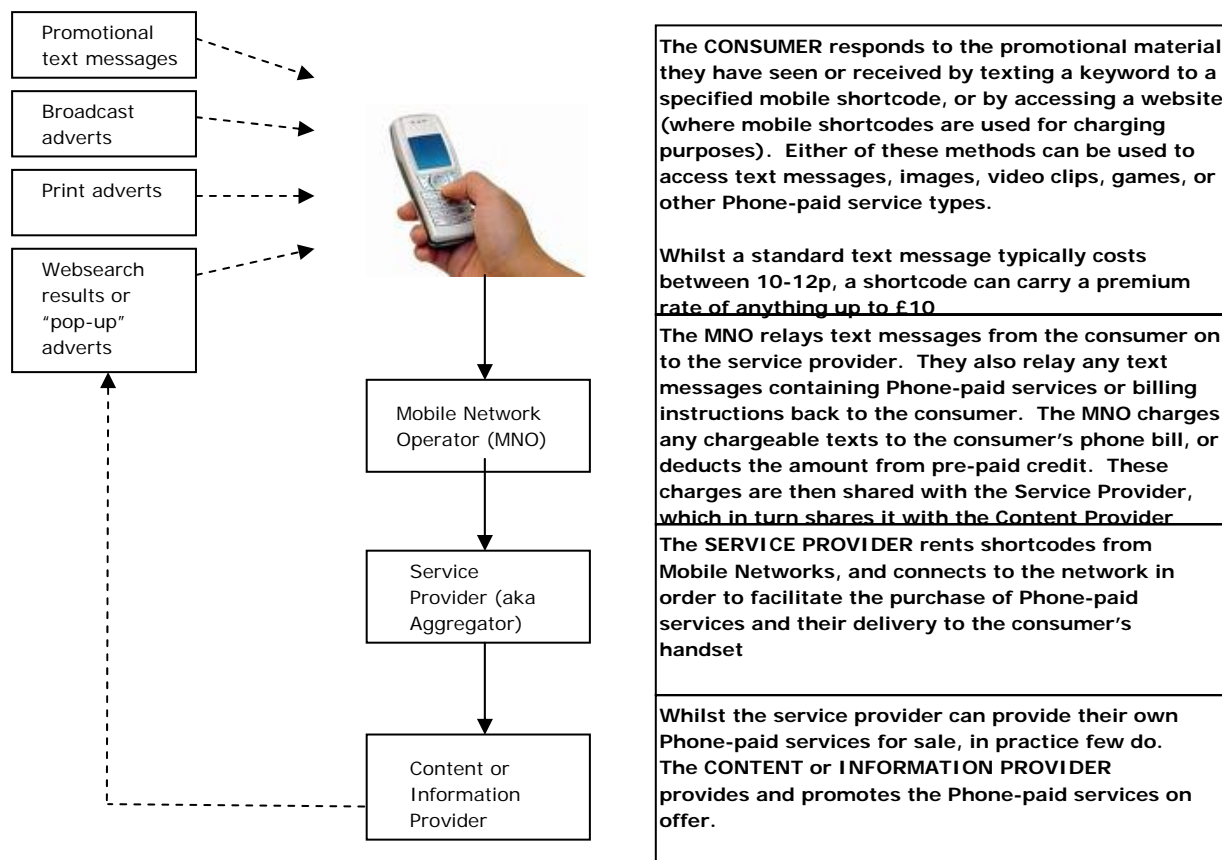 Promotional
text messages
Broadcast
adverts
Print adverts
Websearch
results or
“pop-up”
adverts
Mobile Network
Operator (MNO)
Service
Provider (aka
Aggregator)
Content or
Information
Provider
The CONSUMER responds to the promotional material
they have seen or received by texting a keyword to a
specified mobile shortcode, or by accessing a website
(where mobile shortcodes are used for charging
purposes). Either of these methods can be used to
access text messages, images, video clips, games, or
other Phone-paid service types.
Whilst a standard text message typically costs
between 10-12p, a shortcode can carry a premium
rate of anything up to £10
The MNO relays text messages from the consumer on
to the service provider. They also relay any text
messages containing Phone-paid services or billing
instructions back to the consumer. The MNO charges
any chargeable texts to the consumer’s phone bill, or
deducts the amount from pre-paid credit. These
charges are then shared with the Service Provider,
which in turn shares it with the Content Provider
The SERVICE PROVIDER rents shortcodes from
Mobile Networks, and connects to the network in
order to facilitate the purchase of Phone-paid
services and their delivery to the consumer’s
handset
Whilst the service provider can provide their own
Phone-paid services for sale, in practice few do.
The CONTENT or INFORMATION PROVIDER
provides and promotes the Phone-paid services on
offer.